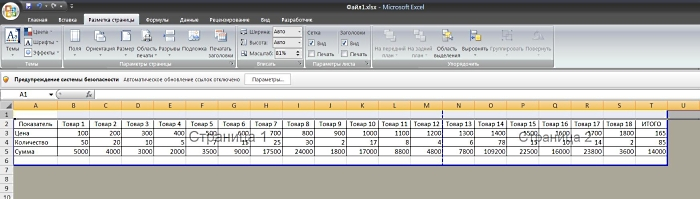 Файл1.xlsx - Microsoft Excel
Главная Вставка Разметка страницы Формулы Данные Рецензирование Вид Разработчик
Темы
Цвета
Шрифты
Эффекты
Темы
Поля Ориентация Размер Область печати Разрывы Подложка Печатать заголовки
Параметры страницы
Ширина: Авто
Высота: Авто
Масштаб: 81%
Вписать
Сетка Заголовки
Вид Вид
Печать Печать
Параметры листа
На передний план На задний план Область выделения Выровнять Группировать Повернуть
Упорядочить
Предупреждение системы безопасности Автоматическое обновление ссылок отключено Параметры...
A1 fx
A B C D E F G H I J K L M N O P Q R S T U
1
2 Показатель Товар 1 Товар 2 Товар 3 Товар 4 Товар 5 Товар 6 Товар 7 Товар 8 Товар 9 Товар 10 Товар 11 Товар 12 Товар 13 Товар 14 Товар 15 Товар 16 Товар 17 Товар 18 ИТОГО
3 Цена 100 200 300 400 500 600 700 800 900 1000 1100 1200 1300 1400 1500 1600 1700 1800 165
4 Количество 50 20 10 5 7 15 25 30 2 17 8 4 6 78 15 10 14 2 85
5 Сумма 5000 4000 3000 2000 3500 9000 17500 24000 1800 17000 8800 4800 7800 109200 22500 16000 23800 3600 14000
Страница 1 Страница 2
6
7
8
9
10